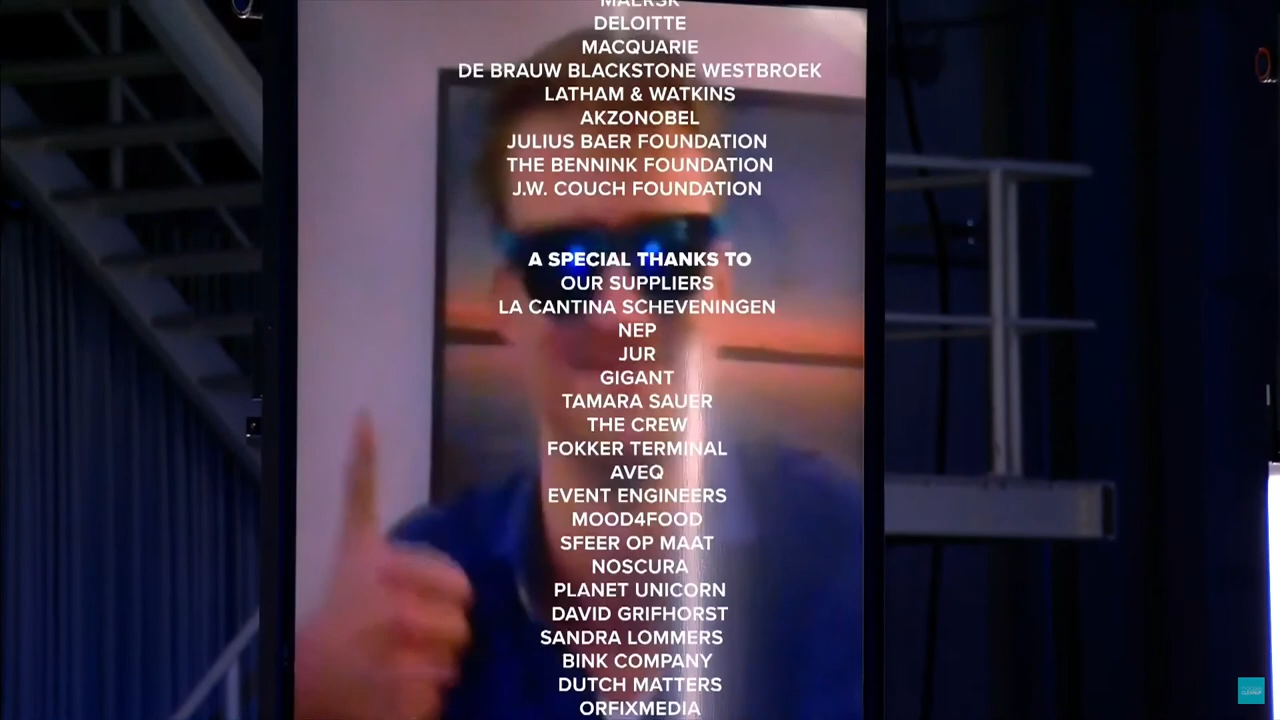 MAERSK
DELOITTE
MACQUARIE
DE BRAUW BLACKSTONE WESTBROEK
LATHAM & WATKINS
AKZONOBEL
JULIUS BAER FOUNDATION
THE BENNINK FOUNDATION
J.W. COUCH FOUNDATION
A SPECIAL THANKS TO
OUR SUPPLIERS
LA CANTINA SCHEVENINGEN
NEP
JUR
GIGANT
TAMARA SAUER
THE CREW
FOKKER TERMINAL
AVEQ
EVENT ENGINEERS
MOOD4FOOD
SFEER OP MAAT
NOSCURA
PLANET UNICORN
DAVID GRIFHORST
SANDRA LOMMERS
BINK COMPANY
DUTCH MATTERS
ORFIXMEDIA